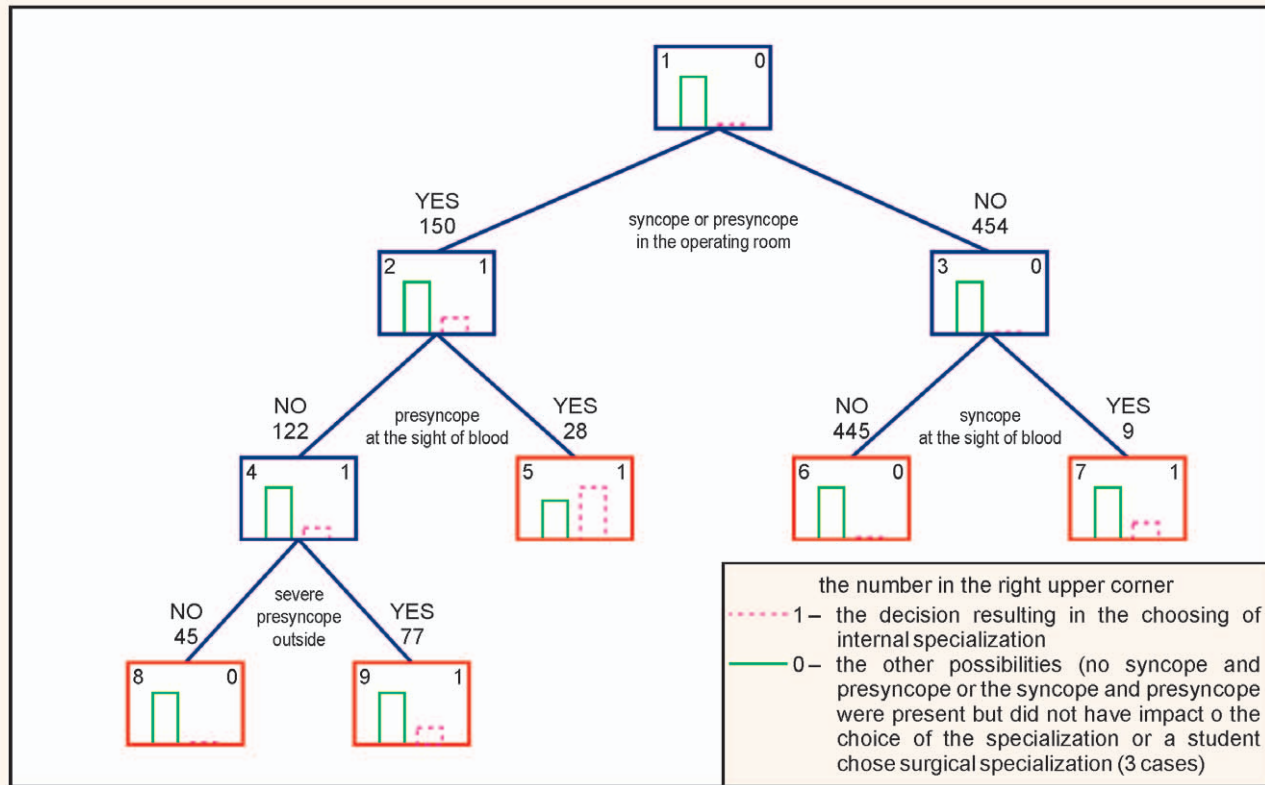 1 0
YES
150
syncope or presyncope
in the operating room
NO
454
2 1
3 0
NO
122
presyncope
at the sight of blood
YES
28
NO
445
syncope
at the sight of blood
YES
9
4 1
5 1
6 0
7 1
NO
45
severe
presyncope
outside
YES
77
8 0
9 1
the number in the right upper corner
1 – the decision resulting in the choosing of
internal specialization
0 – the other possibilities (no syncope and
presyncope or the syncope and presyncope
were present but did not have impact o the
choice of the specialization or a student
chose surgical specialization (3 cases)